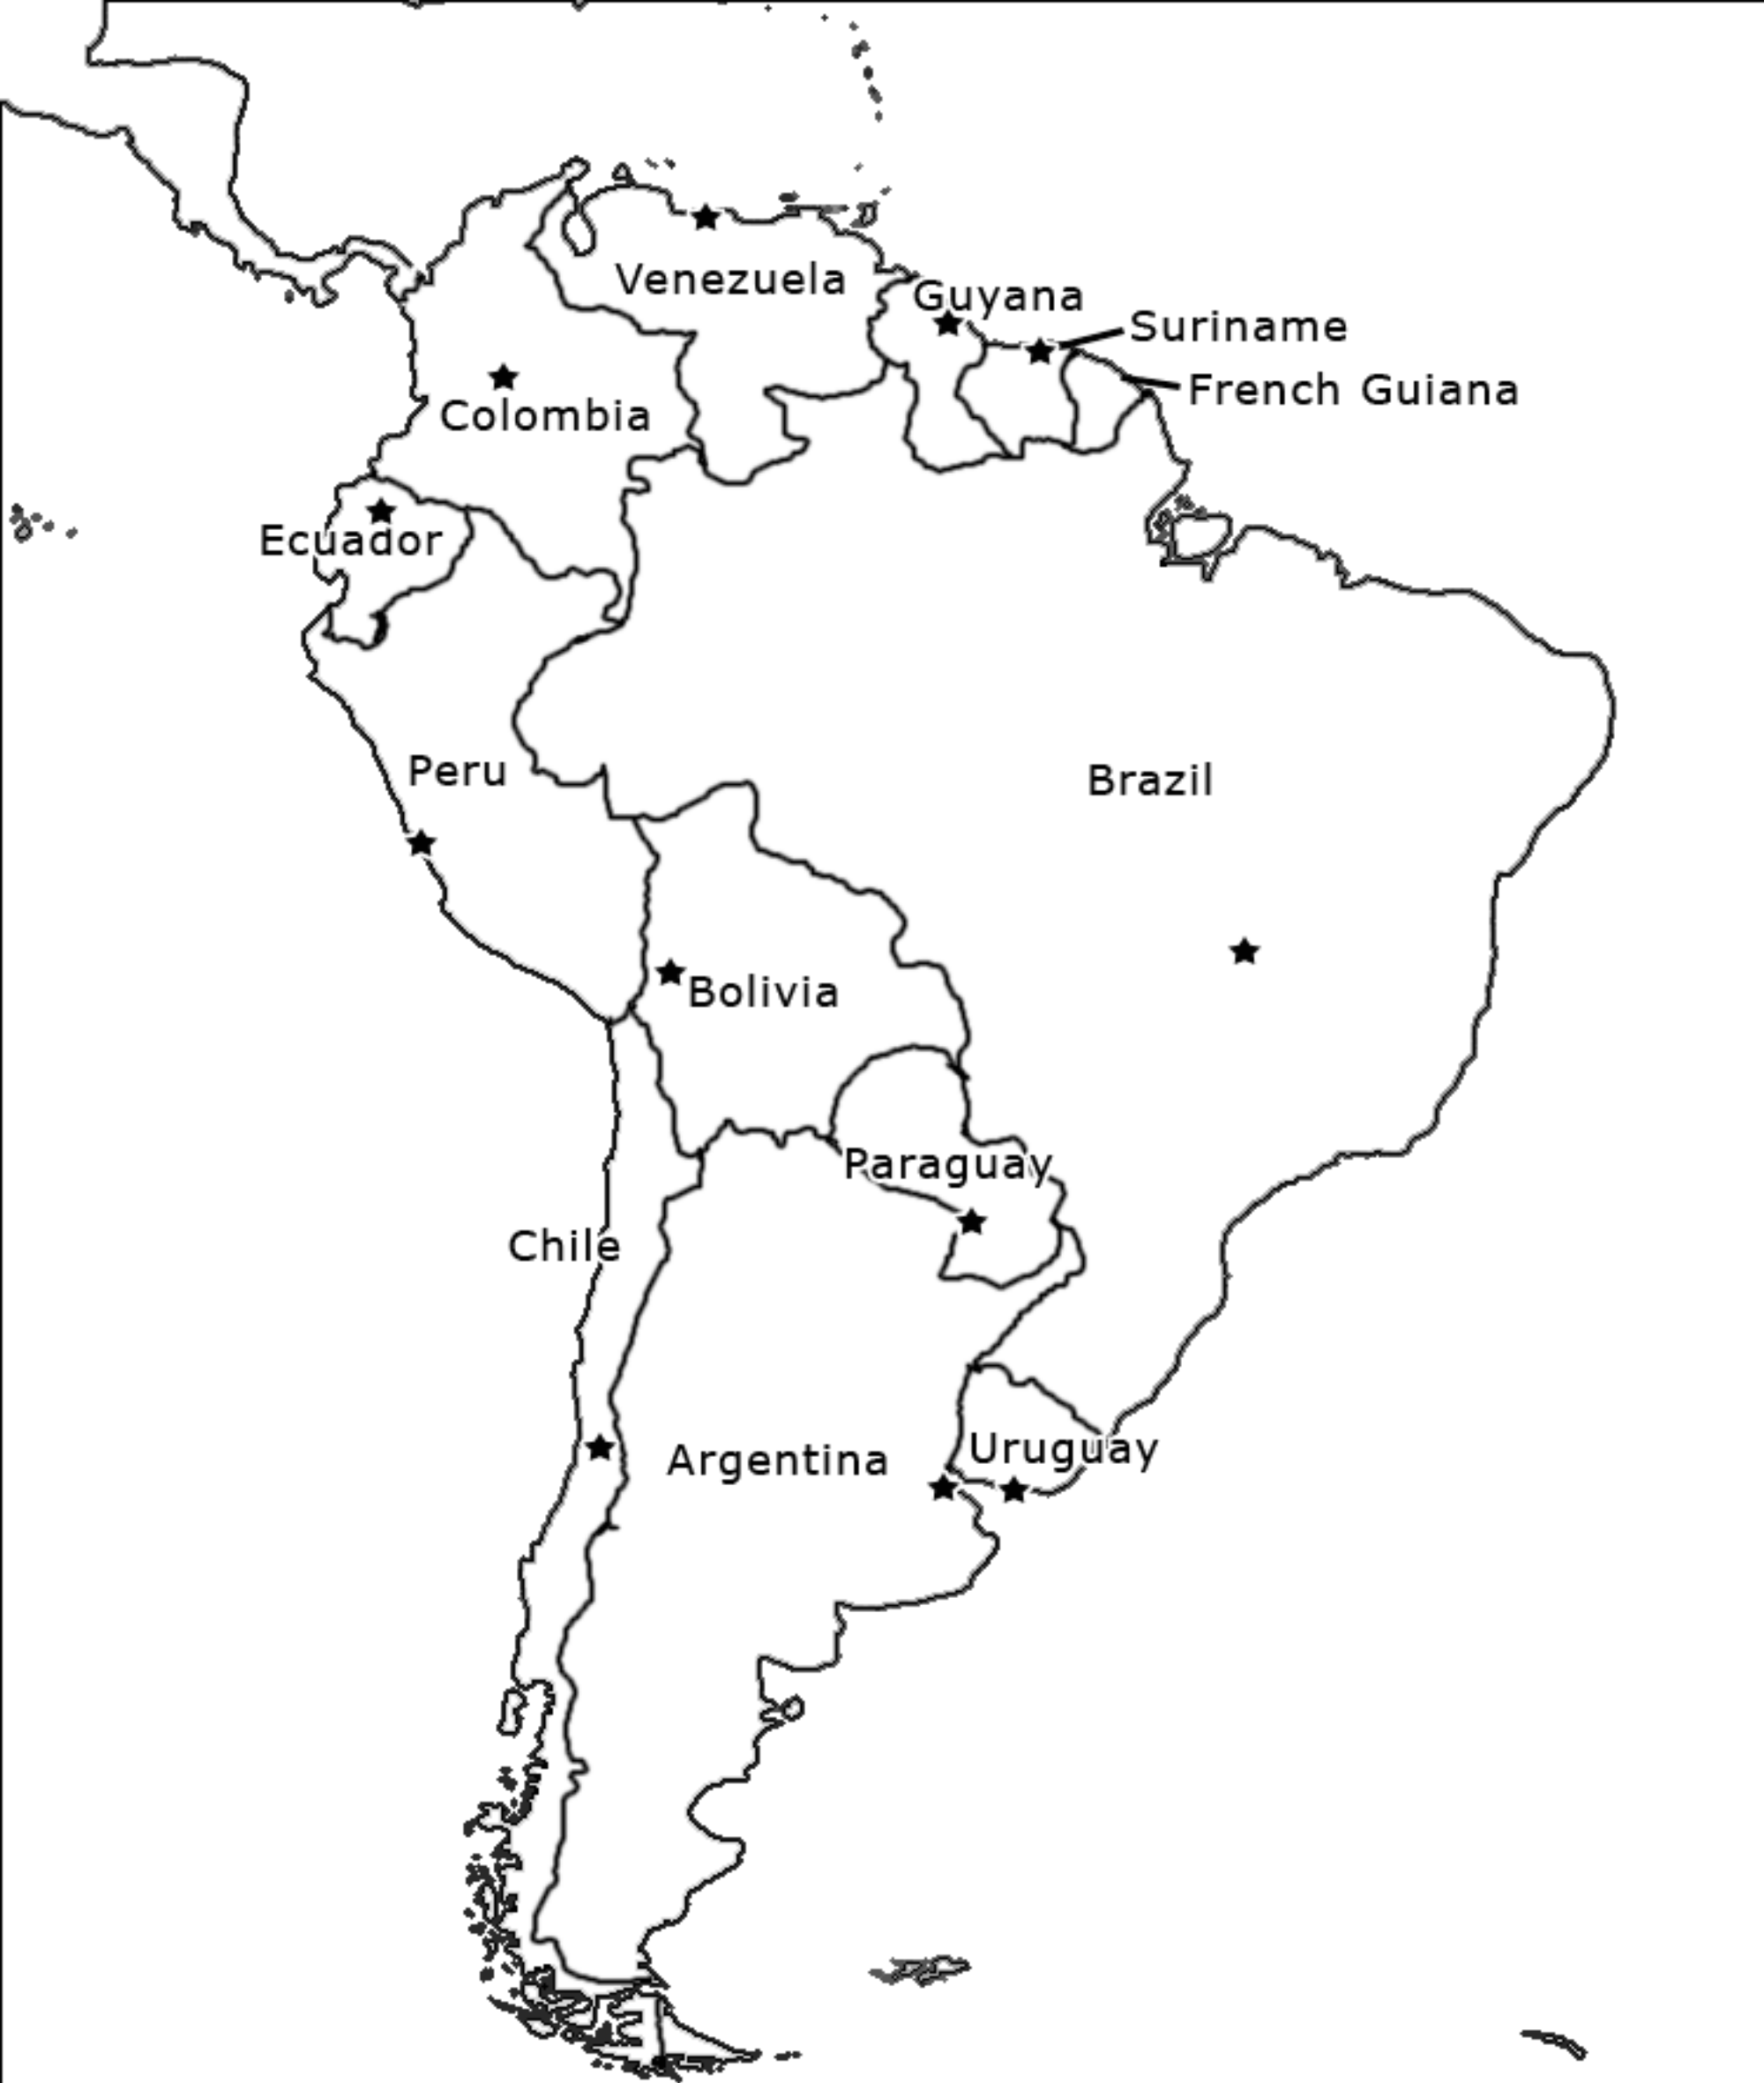 Venezuela
Guyana
Suriname
French Guiana
Colombia
Ecuador
Peru
Brazil
Bolivia
Paraguay
Chile
Argentina
Uruguay